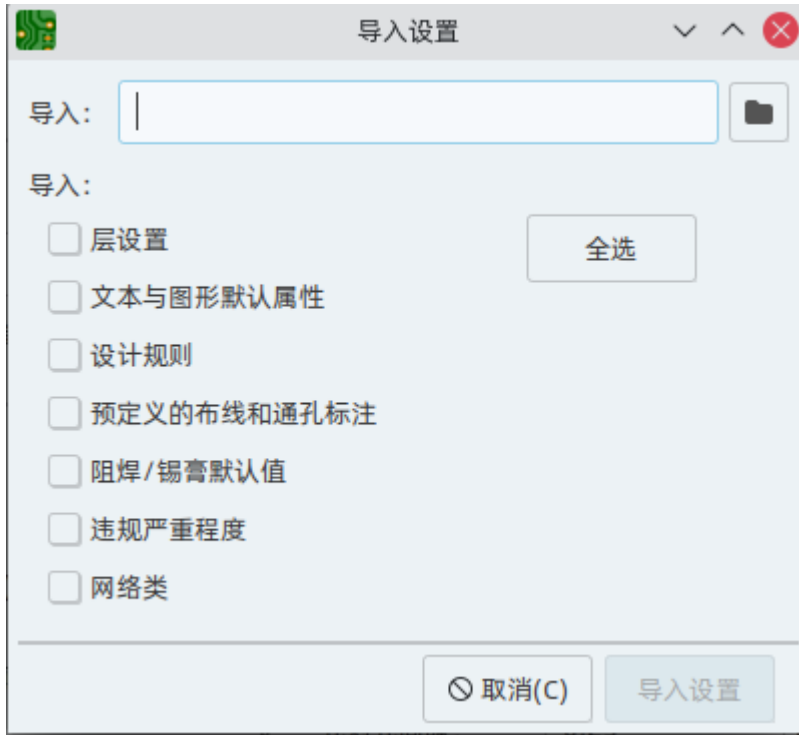 导入设置
导入:
导入:
层设置
全选
文本与图形默认属性
设计规则
预定义的布线和通孔标注
阻焊/锡膏默认值
违规严重程度
网络类
取消(C)
导入设置